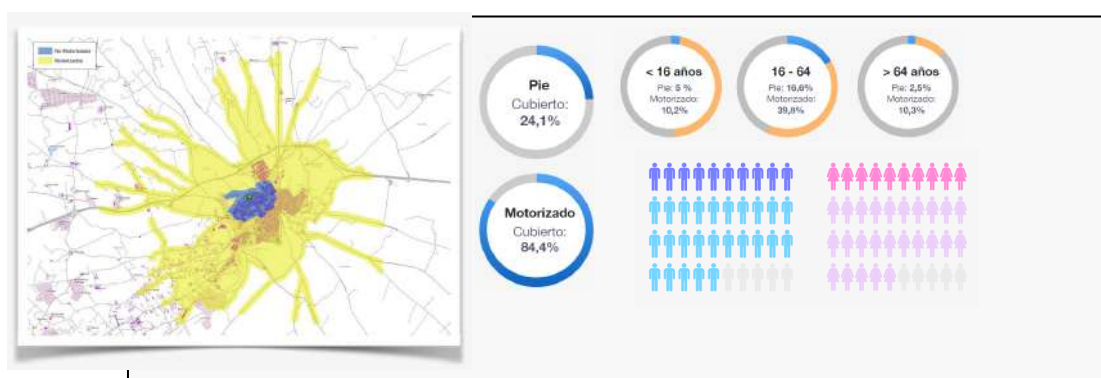 Pie
Cubierto:
24,1%
< 16 años
Pie: 5 %
Motorizado:
10,2%
16 - 64
Pie: 16,6%
Motorizado:
39,8%
> 64 años
Pie: 2,5%
Motorizado:
10,3%
Motorizado
Cubierto:
84,4%